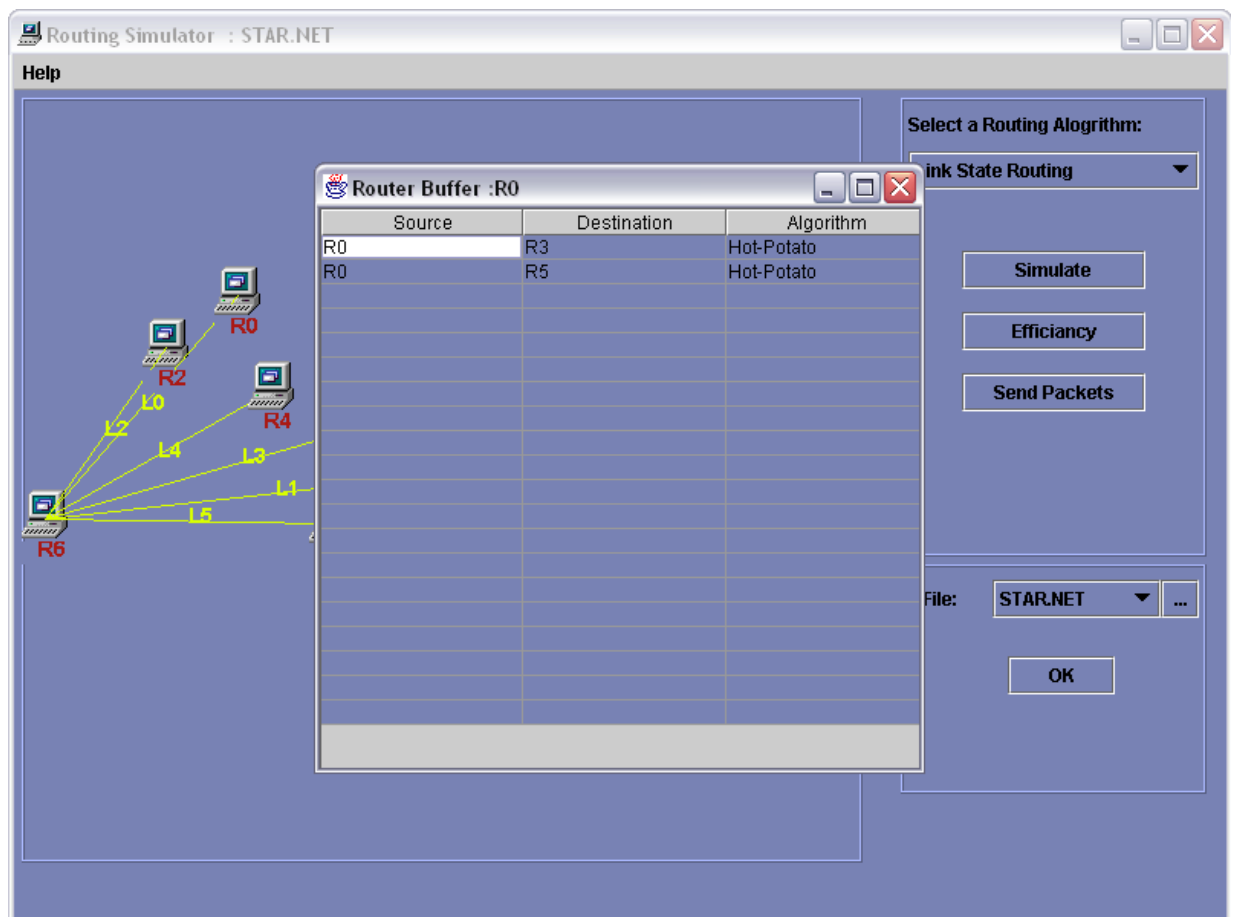 Routing Simulator : STAR.NET
Help
Select a Routing Alogrithm:
ink State Routing
Router Buffer :R0
Source Destination Algorithm
R0 R3 Hot-Potato
R0 R5 Hot-Potato
Simulate
Efficiancy
Send Packets
R0
R2
L0
R4
L2
L4
L3
L1
L5
R6
File: STAR.NET ...
OK